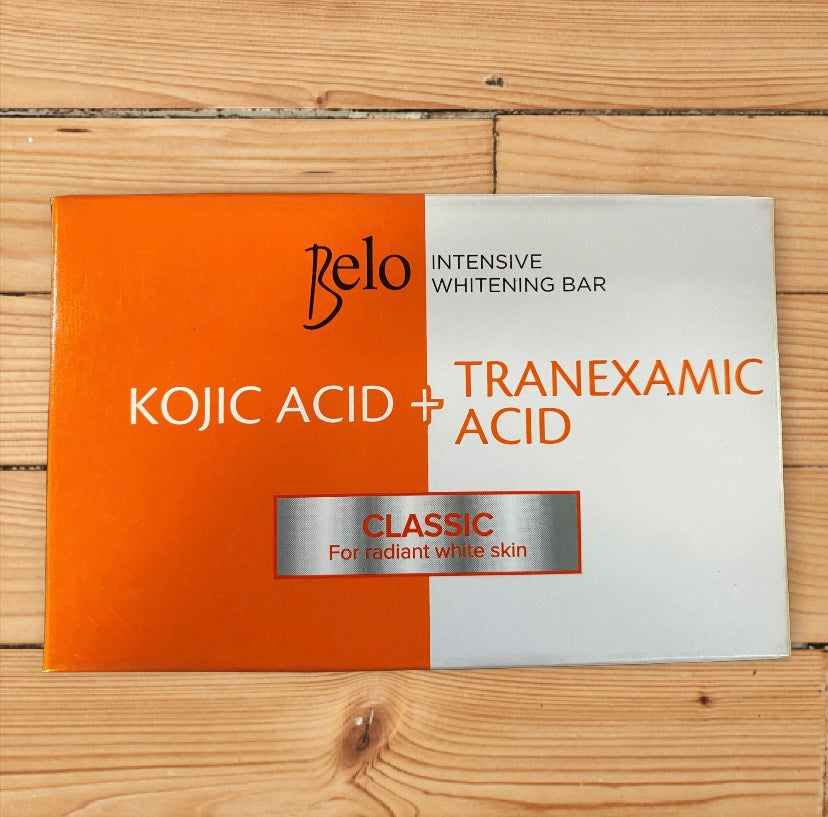 Belo
INTENSIVE
WHITENING BAR
KOJIC ACID +
TRANEXAMIC
ACID
CLASSIC
For radiant white skin